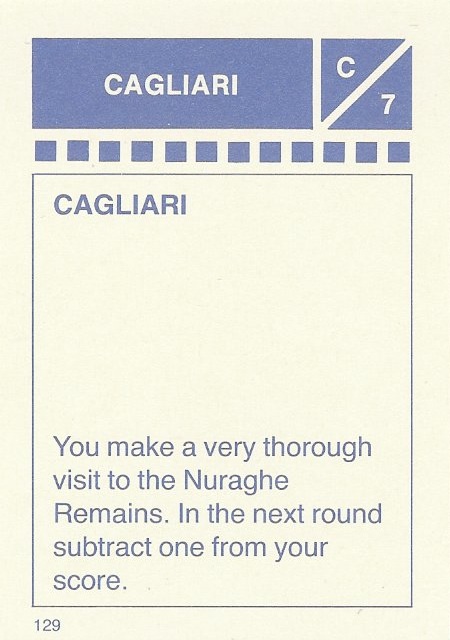 CAGLIARI
C
7
CAGLIARI
You make a very thorough
visit to the Nuraghe
Remains. In the next round
subtract one from your
score.
129